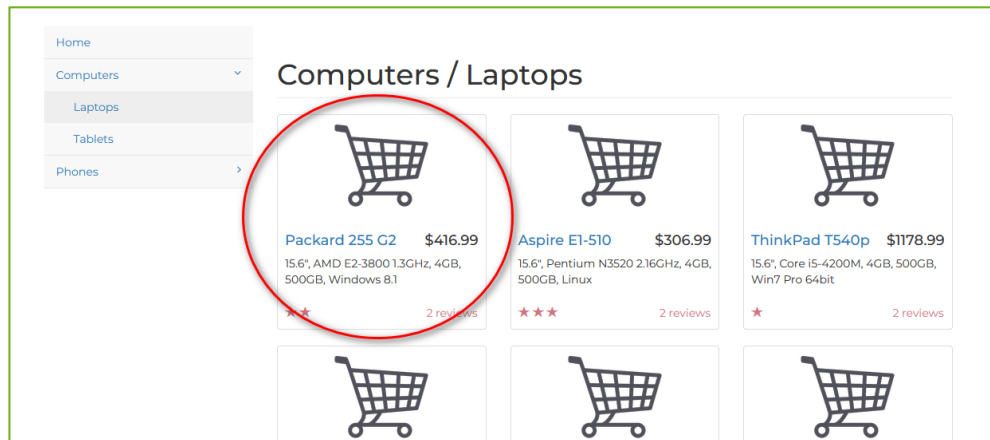 Home
Computers
Laptops
Tablets
Phones
Computers / Laptops
Packard 255 G2 $416.99
15.6", AMD E2-3800 1.3GHz, 4GB,
500GB, Windows 8.1
2 reviews
Aspire E1-510 $306.99
15.6", Pentium N3520 2.16GHz, 4GB,
500GB, Linux
2 reviews
ThinkPad T540p $1178.99
15.6", Core i5-4200M, 4GB, 500GB,
Win7 Pro 64bit
2 reviews